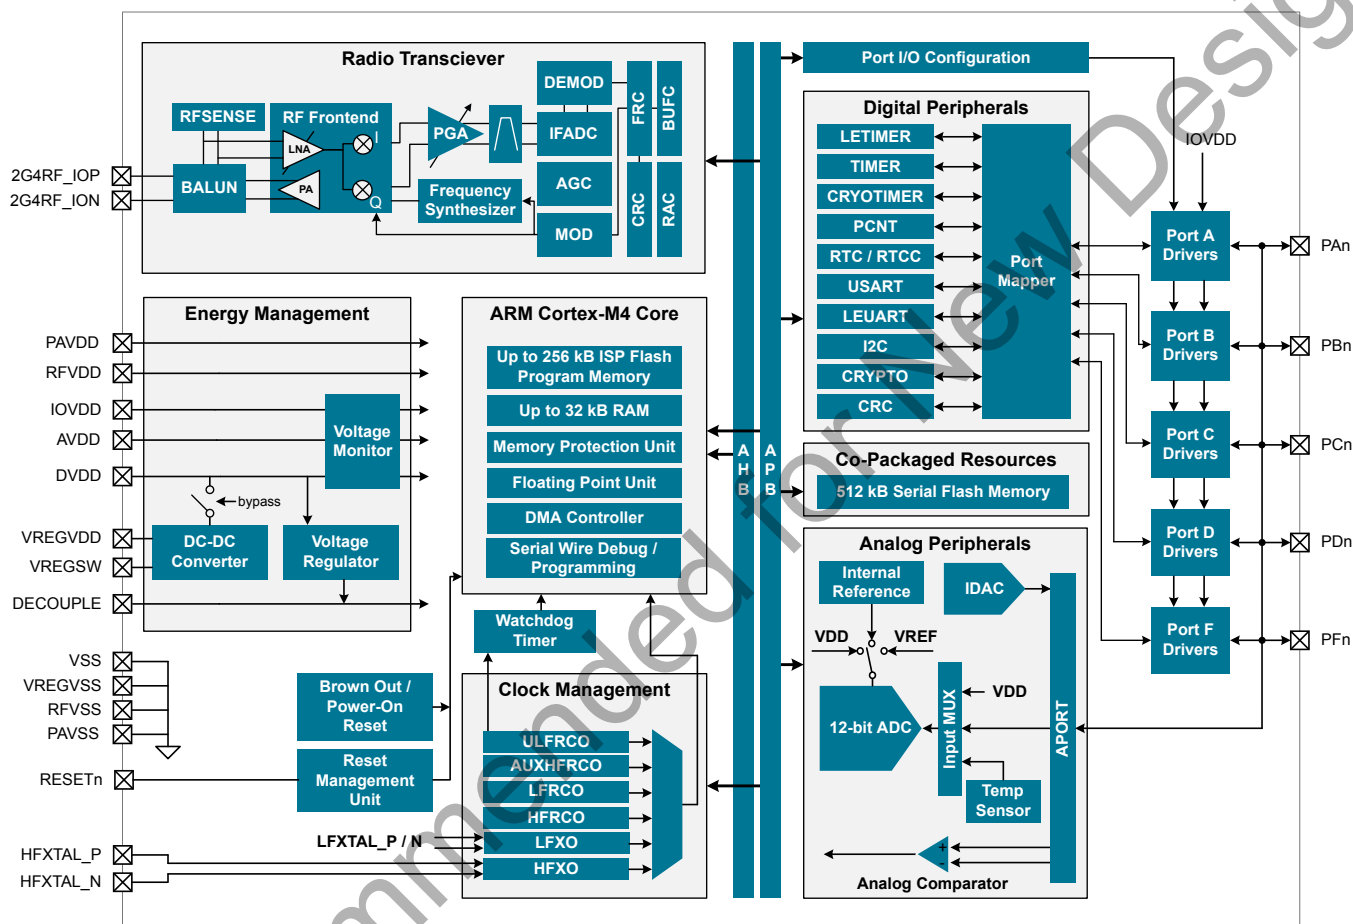 Radio Transciever
RFSENSE
RF Frontend
LNA
I
PA
Q
BALUN
PGA
Frequency
Synthesizer
DEMOD
IFADC
AGC
MOD
FRC
BUFC
CRC
RAC
2G4RF_IOP
2G4RF_ION
Energy Management
PAVDD
RFVDD
IOVDD
AVDD
DVDD
VREGVDD
VREGSW
DECOUPLE
Voltage
Monitor
bypass
DC-DC
Converter
Voltage
Regulator
VSS
VREGVSS
RFVSS
PAVSS
RESETn
HFXTAL_P
HFXTAL_N
Brown Out /
Power-On
Reset
Reset
Management
Unit
ARM Cortex-M4 Core
Up to 256 kB ISP Flash
Program Memory
Up to 32 kB RAM
Memory Protection Unit
Floating Point Unit
DMA Controller
Serial Wire Debug /
Programming
Watchdog
Timer
Clock Management
ULFRCO
AUXHFRCO
LFRCO
HFRCO
LFXO
HFXO
LFXTAL_P / N
AHB
APB
Port I/O Configuration
Digital Peripherals
LETIMER
TIMER
CRYOTIMER
PCNT
RTC / RTCC
USART
LEUART
I2C
CRYPTO
CRC
Port
Mapper
Co-Packaged Resources
512 kB Serial Flash Memory
Analog Peripherals
Internal
Reference
IDAC
VDD
VREF
12-bit ADC
Input MUX
VDD
Temp
Sensor
APORT
+
-
Analog Comparator
IOVDD
Port A
Drivers
Port B
Drivers
Port C
Drivers
Port D
Drivers
Port F
Drivers
PAn
PBn
PCn
PDn
PFn
mmended for New Desig